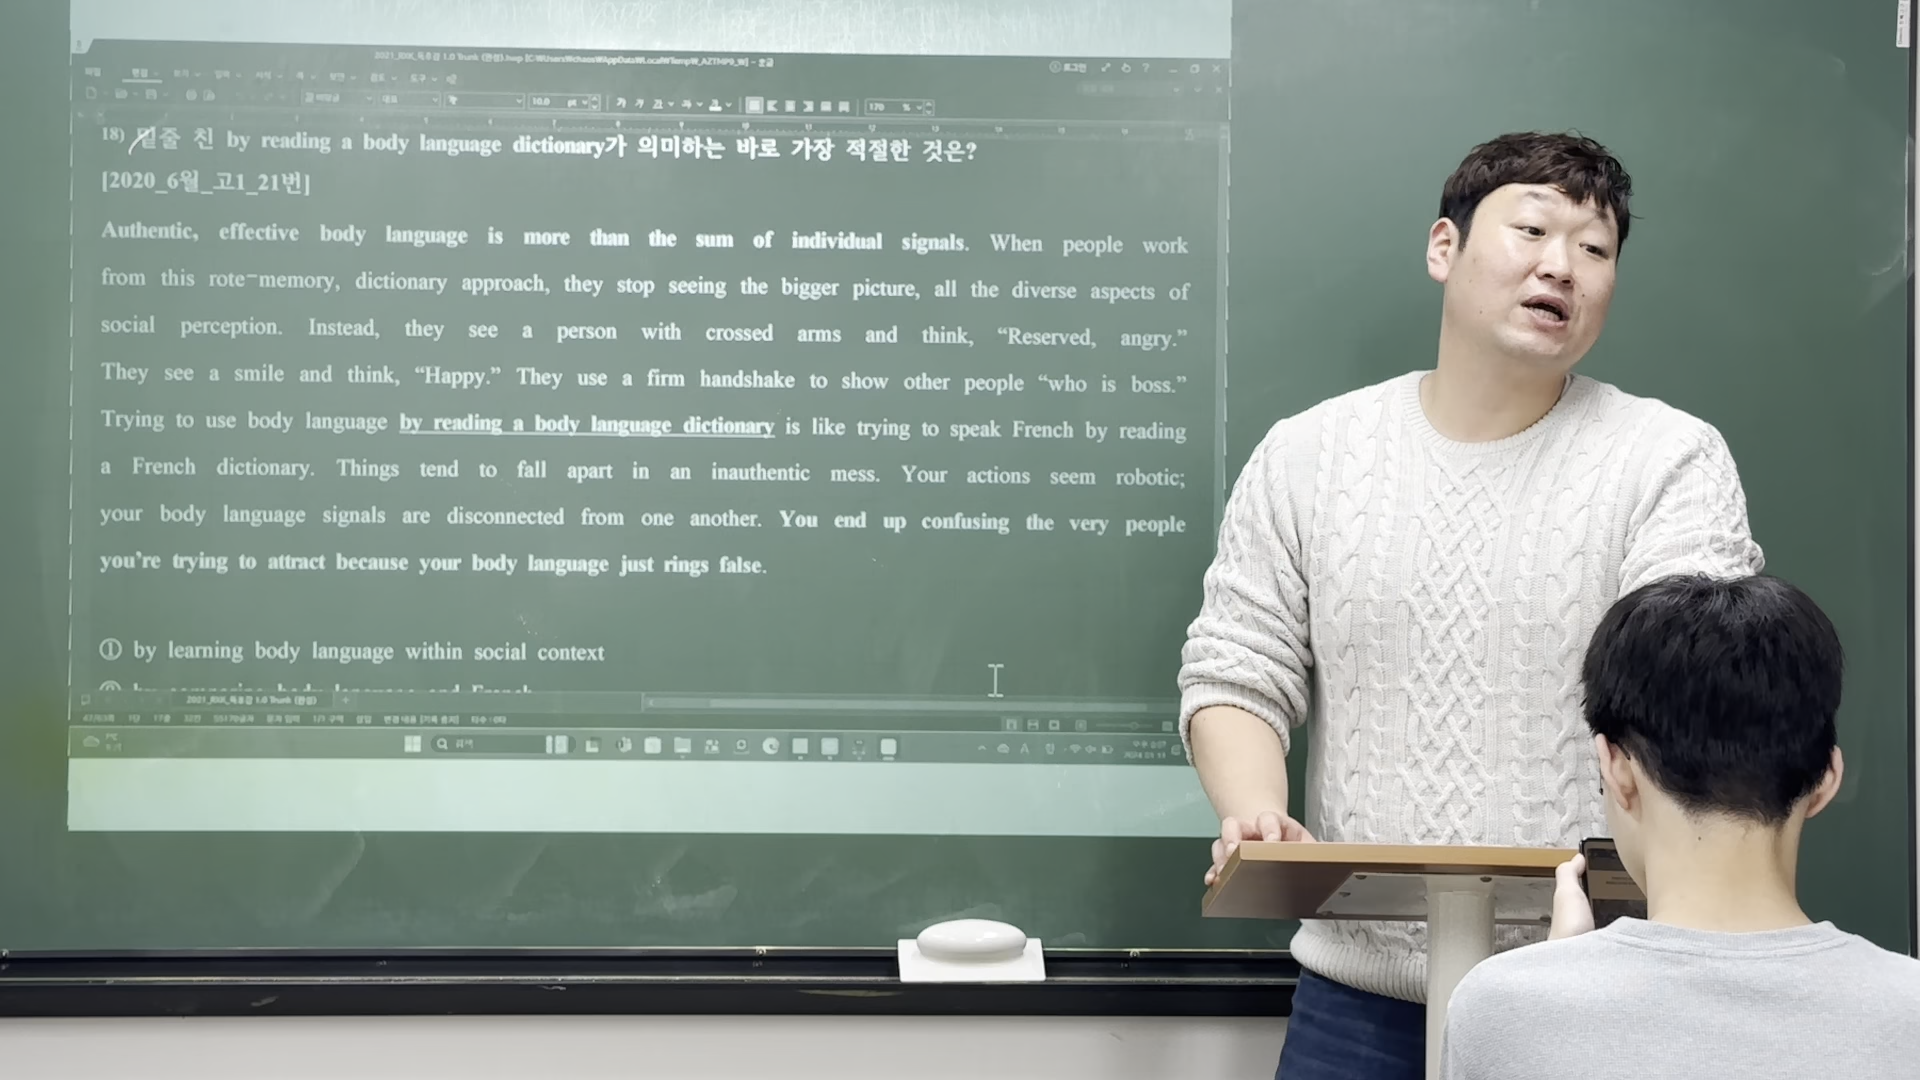 18) 밑줄 친 by reading a body language dictionary가 의미하는 바로 가장 적절한 것은?
[2020_6월_고1_21번]
Authentic, effective body language is more than the sum of individual signals. When people work
from this rote-memory, dictionary approach, they stop seeing the bigger picture, all the diverse aspects of
social perception. Instead, they see a person with crossed arms and think, “Reserved, angry.”
They see a smile and think, “Happy.” They use a firm handshake to show other people “who is boss.”
Trying to use body language by reading a body language dictionary is like trying to speak French by reading
a French dictionary. Things tend to fall apart in an inauthentic mess. Your actions seem robotic;
your body language signals are disconnected from one another. You end up confusing the very people
you’re trying to attract because your body language just rings false.
① by learning body language within social context